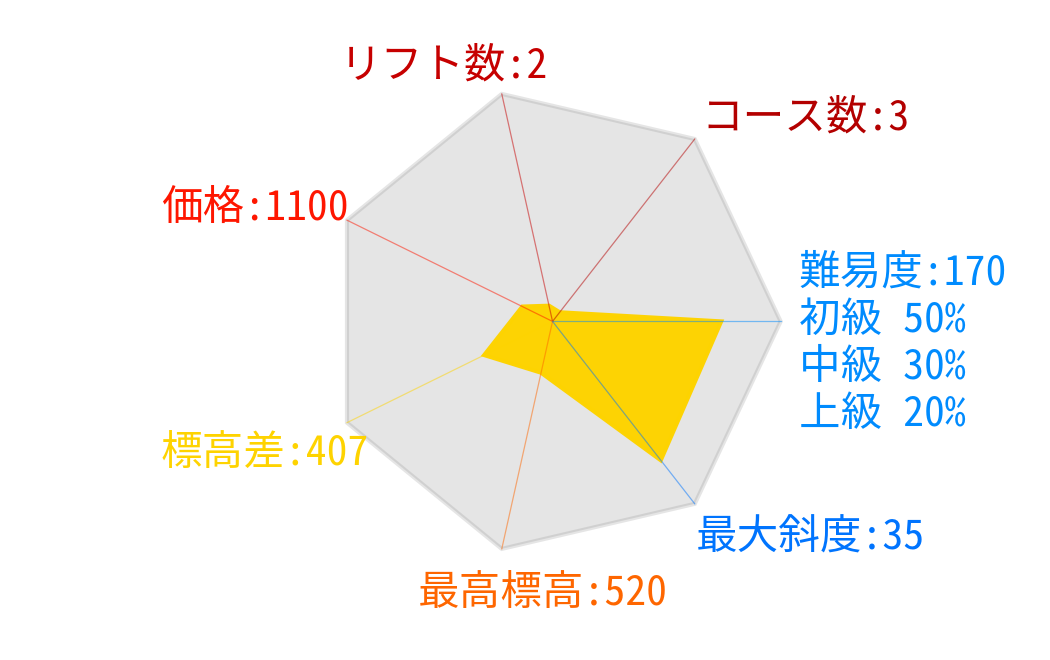 リフト数:2
コース数:3
価格:1100
難易度:170
初級 50%
中級 30%
上級 20%
標高差:407
最大斜度:35
最高標高:520